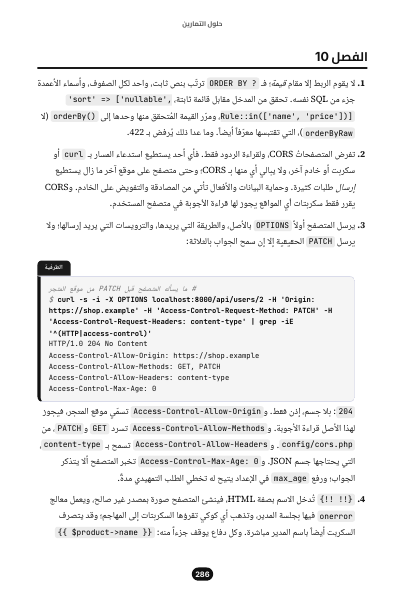 حلول التمارين
الفصل 10
1. لا يقوم الربط إلا مقام قيمة؛ فـ ORDER BY ? ترتّب بنص ثابت، واحد لكل الصفوف، وأسماء الأعمدة
جزء من SQL نفسه. تحقق من المدخل مقابل قائمة ثابتة، 'sort' => ['nullable',
Rule::in(['name', 'price'])]، ومرّر القيمة المُتحقق منها وحدها إلى orderBy() (لا
orderByRaw)، التي تقتبسها معرّفاً أيضاً. وما عدا ذلك يُرفض بـ 422.
2. تفرض المتصفحاتُ CORS، ولقراءة الردود فقط. فأي أحد يستطيع استدعاء المسار بـ curl أو
سكربت أو خادم آخر، ولا يبالي أي منها بـ CORS؛ وحتى متصفح على موقع آخر ما زال يستطيع
إرسال طلبات كثيرة. وحماية البيانات والأفعال تأتي من المصادقة والتفويض على الخادم. وCORS
يقرر فقط سكربتات أي المواقع يجوز لها قراءة الأجوبة في متصفح المستخدم.
3. يرسل المتصفح أولاً OPTIONS بالأصل، والطريقة التي يريدها، والترويسات التي يريد إرسالها؛ ولا
يرسل PATCH الحقيقية إلا إن سمح الجواب بالثلاثة:
الطرفية
# ما يسأله المتصفح قبل PATCH من موقع المتجر
$ curl -s -i -X OPTIONS localhost:8000/api/users/2 -H 'Origin:
https://shop.example' -H 'Access-Control-Request-Method: PATCH' -H
'Access-Control-Request-Headers: content-type' | grep -iE
'^(HTTP|access-control)'
HTTP/1.0 204 No Content
Access-Control-Allow-Origin: https://shop.example
Access-Control-Allow-Methods: GET, PATCH
Access-Control-Allow-Headers: content-type
Access-Control-Max-Age: 0
204 : بلا جسم، إذن فقط. و Access-Control-Allow-Origin تسمّي موقع المتجر، فيجوز
لهذا الأصل قراءة الأجوبة. و Access-Control-Allow-Methods تسرد GET و PATCH ، من
config/cors.php . و Access-Control-Allow-Headers تسمح بـ content-type ،
التي يحتاجها جسم JSON. و Access-Control-Max-Age: 0 تخبر المتصفح ألا يتذكر
الجواب؛ ورفع max_age في الإعداد يتيح له تخطي الطلب التمهيدي مدةً.
4. {!! !!} تُدخل الاسم بصفة HTML، فينشئ المتصفح صورة بمصدر غير صالح، ويعمل معالج
onerror فيها بجلسة المدير، وتذهب أي كوكي تقرؤها السكربتات إلى المهاجم؛ وقد يتصرف
السكربت أيضاً باسم المدير مباشرة. وكل دفاع يوقف جزءاً منه: {{ $product->name }}
286